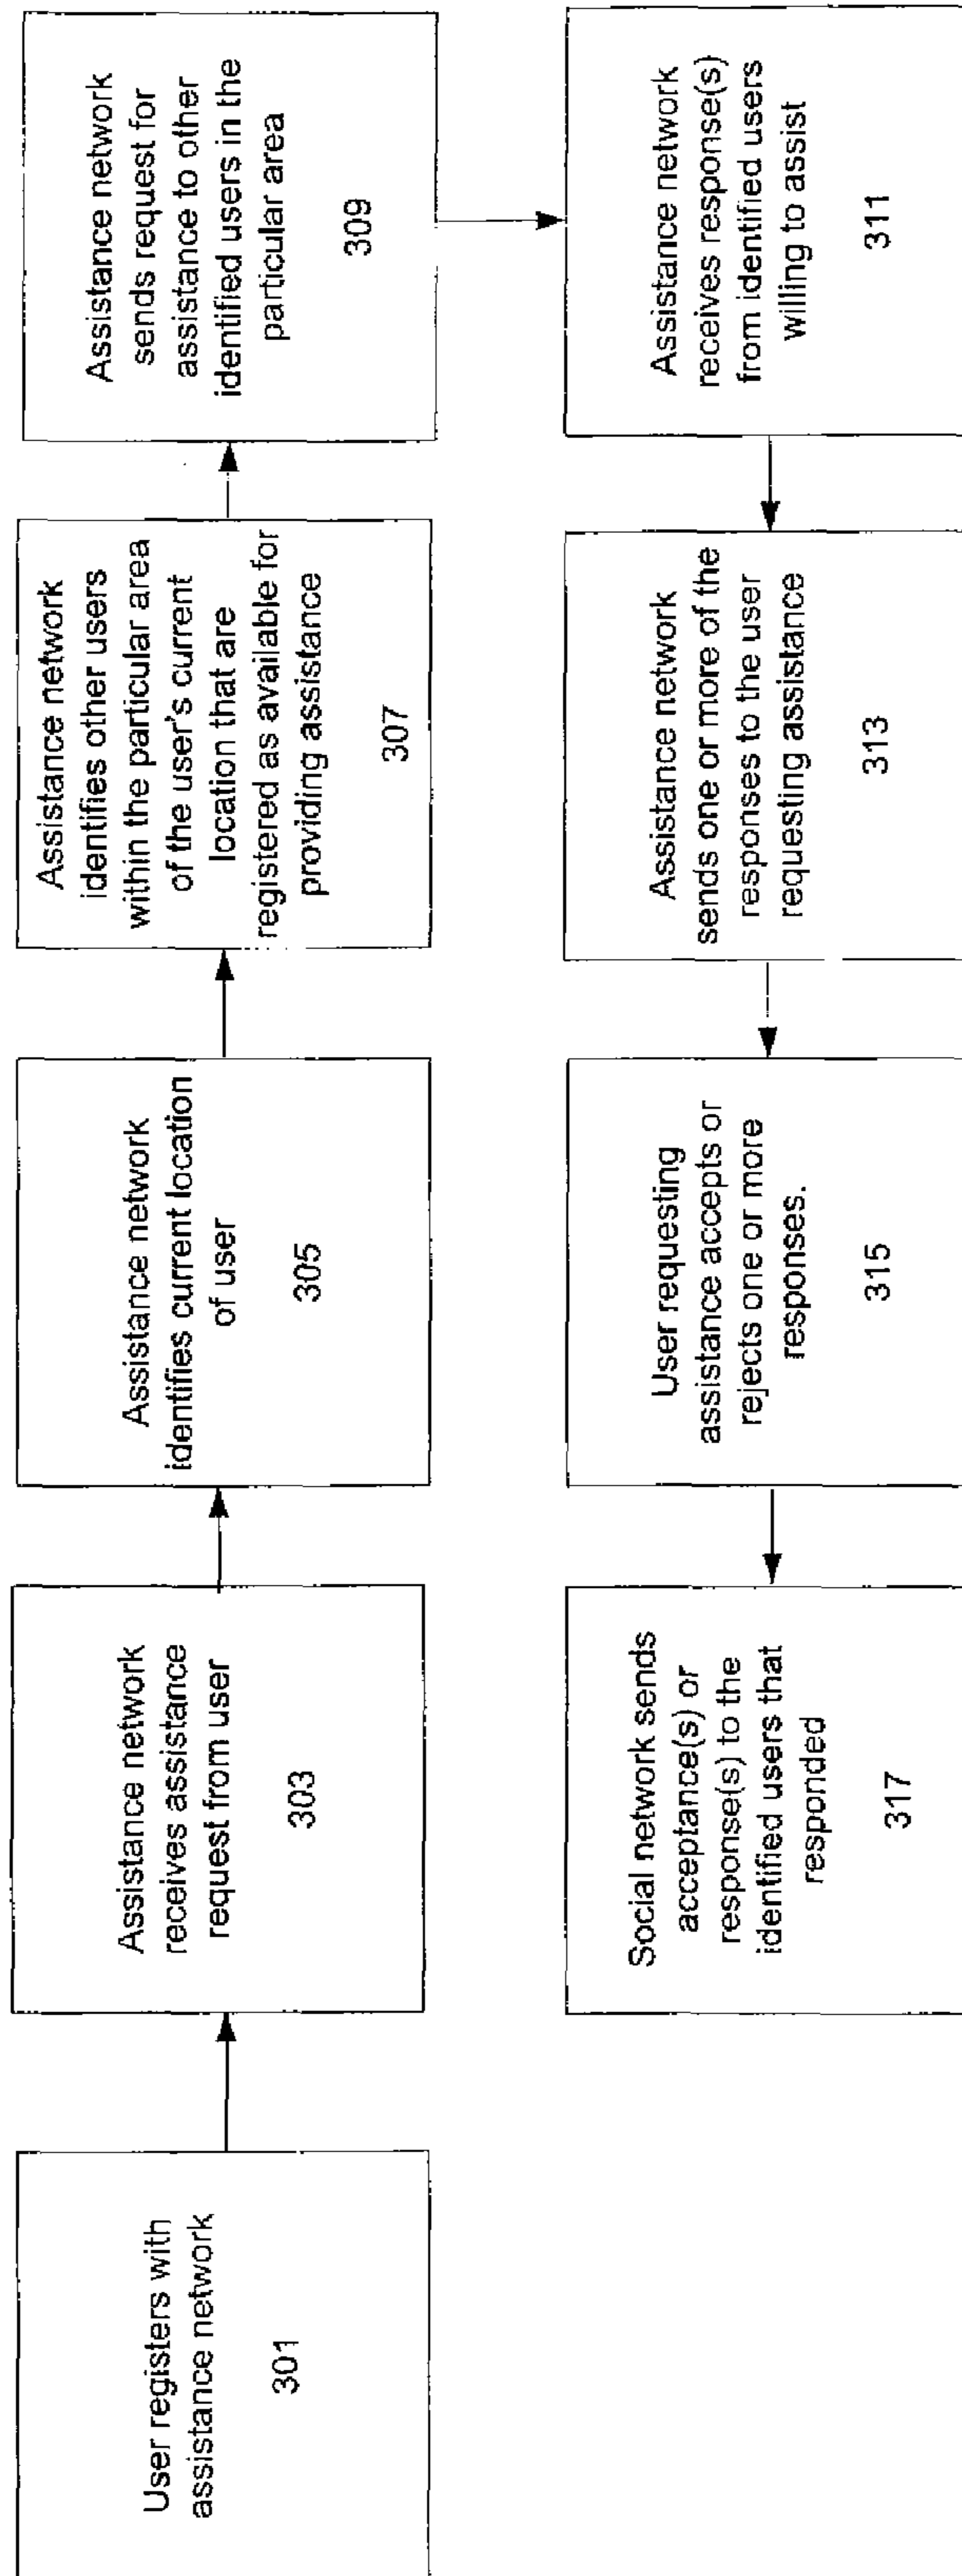 User registers with
assistance network
301
Assistance network
receives assistance
request from user
303
Assistance network
identifies current location
of user
305
Assistance network
identifies other users
within the particular area
of the user's current
location that are
registered as available for
providing assistance
307
Assistance network
sends request for
assistance to other
identified users in the
particular area
309
Assistance network
receives response(s)
from identified users
willing to assist
311
Assistance network
sends one or more of the
responses to the user
requesting assistance
313
User requesting
assistance accepts or
rejects one or more
responses.
315
Social network sends
acceptance(s) or
response(s) to the
identified users that
responded
317